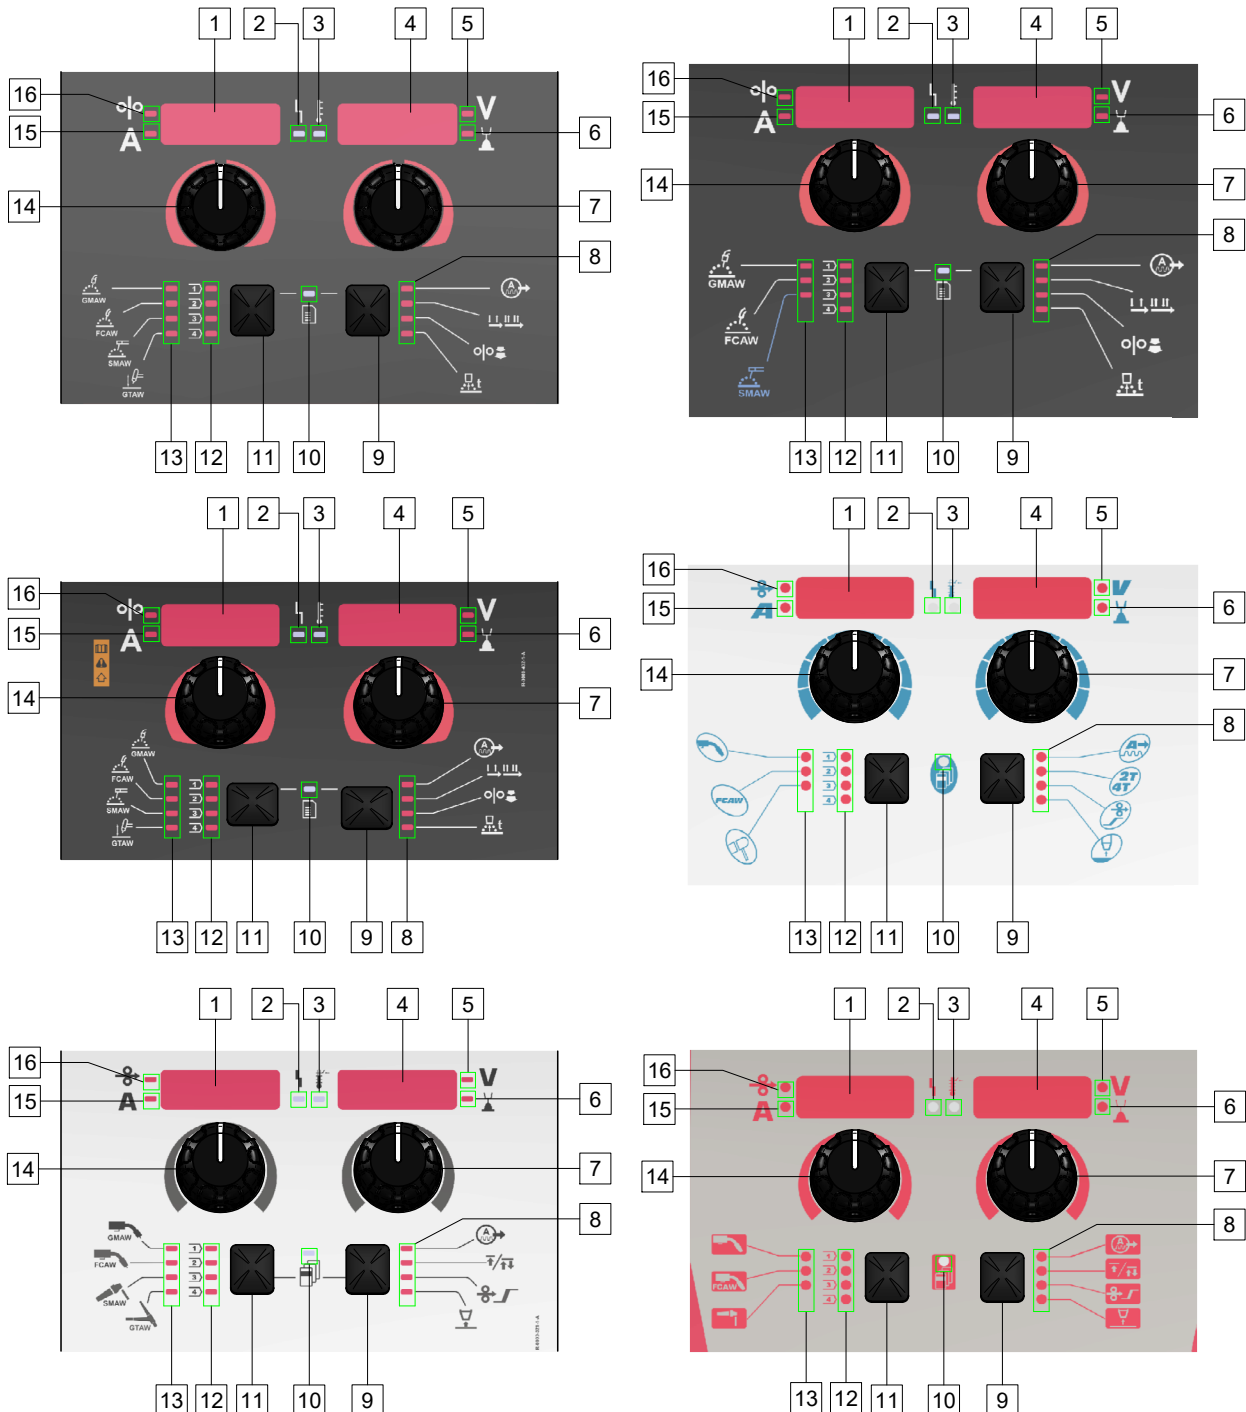 1 2 3 4 5
16 V
15 A 6
14 7
8
GMAW 1 A
FCAW 2
SMAW 3
GTAW 4 t
13 12 11 10 9
1 2 3 4 5
16 V
15 A 6
14 7
8
GMAW 1 A
2
FCAW 3
4
SMAW t
13 12 11 10 9
1 2 3 4 5
16 V
15 A 6
14 7
GMAW A
FCAW 1
SMAW 2
3
GTAW 4 t
13 12 11 10 9 8
1 2 3 4 5
16 V
15 A 6
14 7
8
1 A
FCAW 2 2T
3 4T
4
13 12 11 10 9
1 2 3 4 5
16 V
15 A 6
14 7
8
GMAW 1 A
FCAW 2
SMAW 3
GTAW 4
13 12 11 10 9
1 2 3 4 5
16 V
15 A 6
14 7
8
1 A
FCAW 2
3
4
13 12 11 10 9